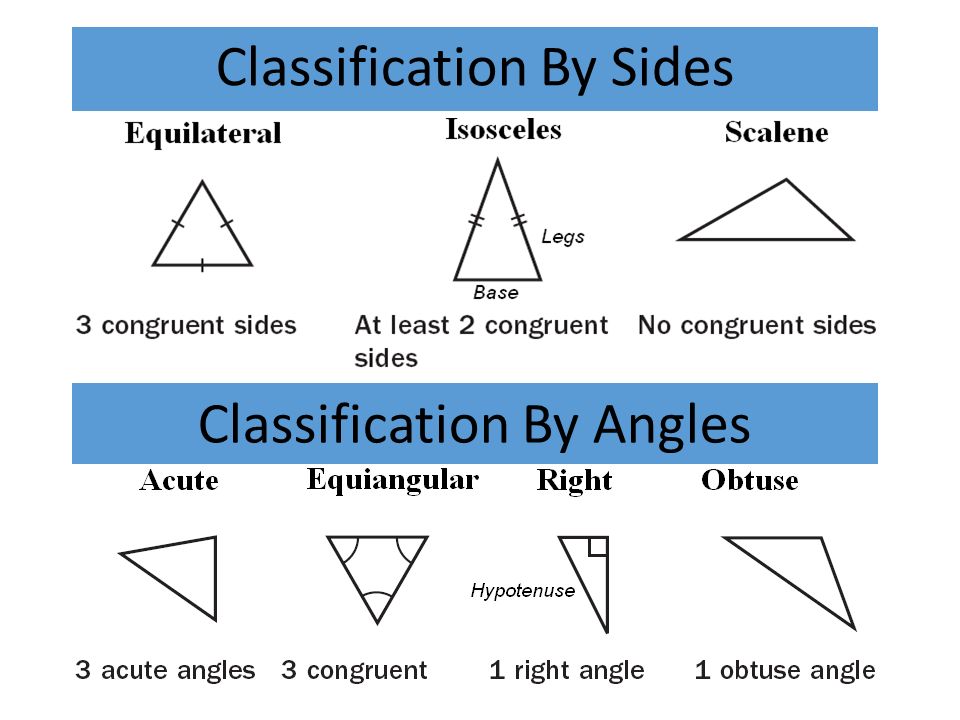 Classification By Sides
Equilateral
Isosceles
Scalene
Legs
Base
3 congruent sides
At least 2 congruent
sides
No congruent sides
Classification By Angles
Acute
Equiangular
Right
Obtuse
Hypotenuse
3 acute angles
3 congruent
1 right angle
1 obtuse angle